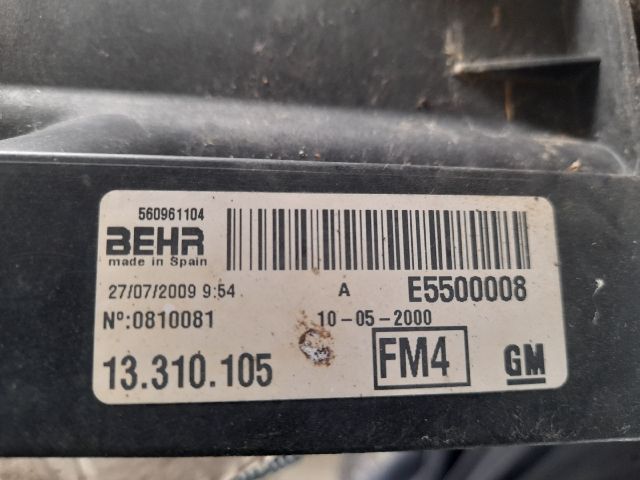 560961104
BEHR
made in Spain
27/07/2009 9:54 A E5500008
Nº:0810081 10-05-2000
13.310.105 FM4 GM